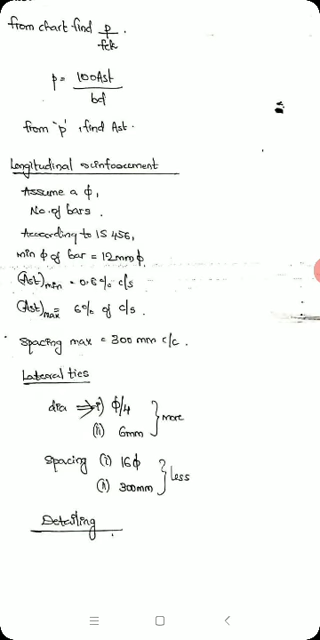 from chart find p/fck
p = 100Ast/bd
from 'p', find Ast.
Longitudinal reinforcement
Assume a ϕ,
No. of bars.
According to IS 456,
min ϕ of bar = 12mm ϕ
(Ast)min = 0.8% c/s
(Ast)max = 6% of c/s.
Spacing max = 300 mm c/c.
Lateral ties
dia ⇒ i) ϕ/4
(ii) 6mm } more
Spacing (i) 16ϕ
(ii) 300mm } Less
Detailing